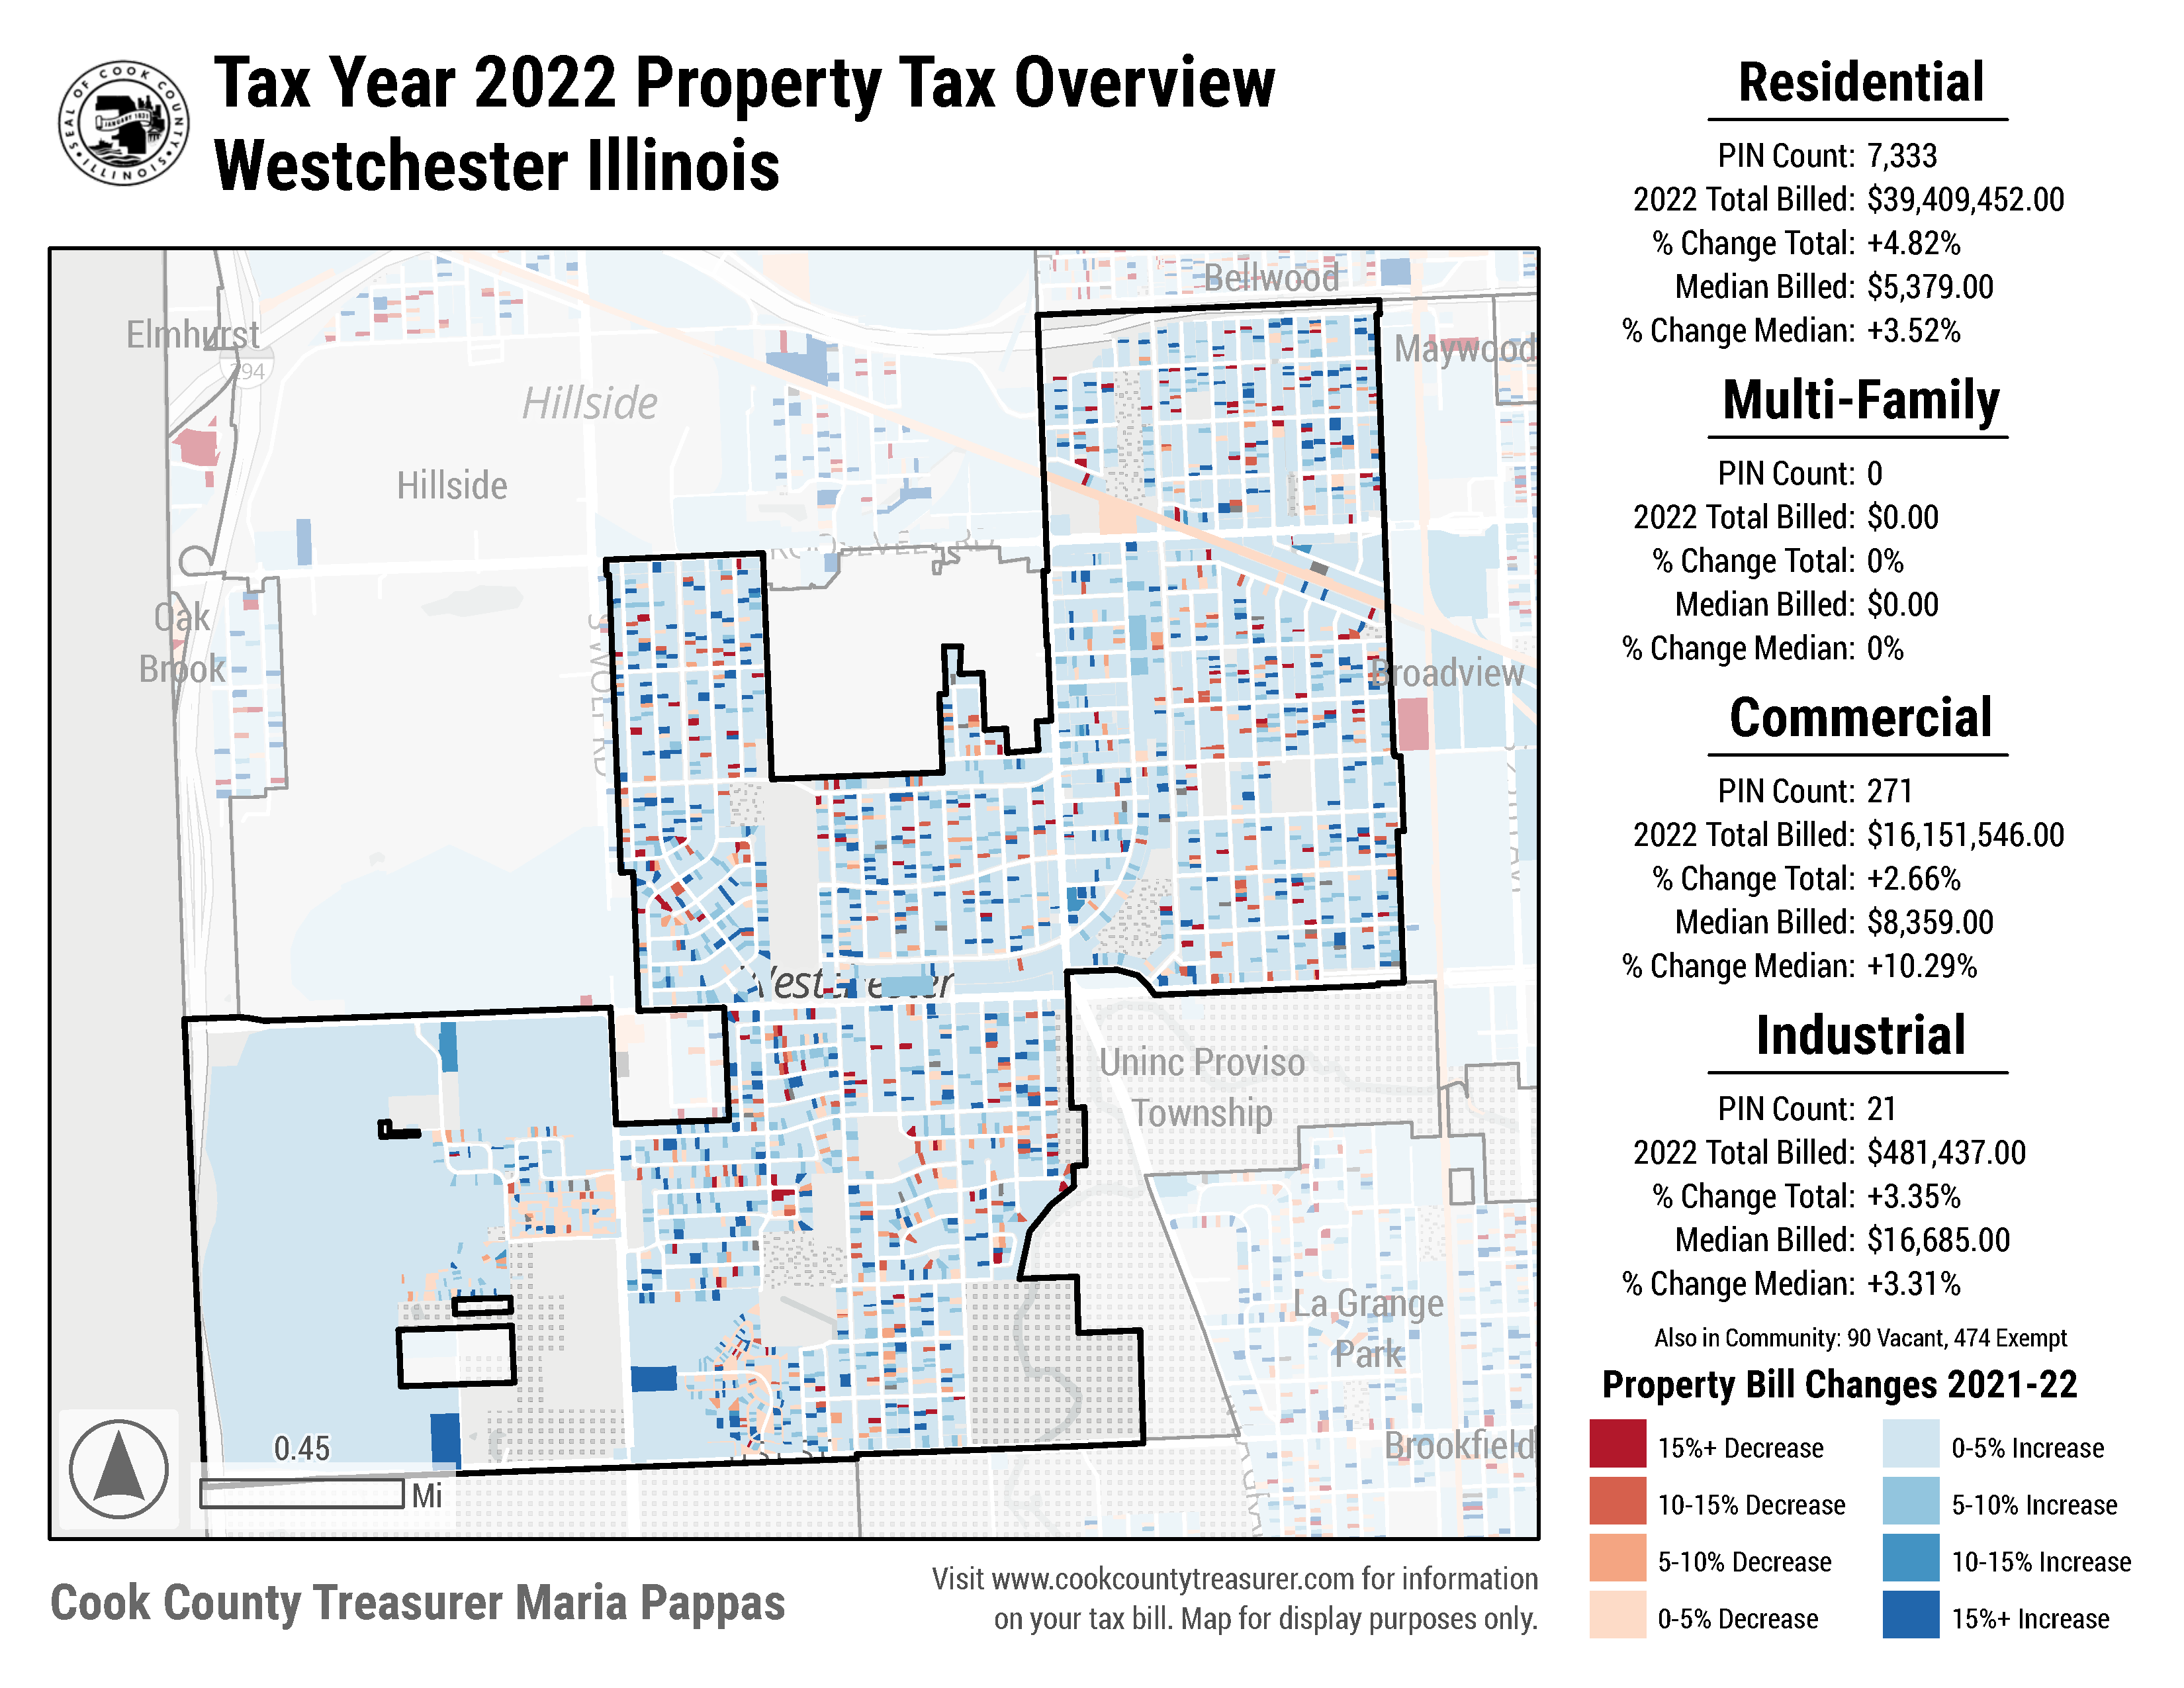 SEAL OF COOK COUNTY
ILLINOIS
JANUARY 1831
Tax Year 2022 Property Tax Overview
Westchester Illinois
Bellwood
Elmhurst
Maywood
294
Hillside
Hillside
ROOSEVELT RD
Oak
Brook
Broadview
Westchester
Uninc Proviso
Township
La Grange
Park
Brookfield
0.45
Mi
Cook County Treasurer Maria Pappas
Visit www.cookcountytreasurer.com for information
on your tax bill. Map for display purposes only.
Residential
PIN Count: 7,333
2022 Total Billed: $39,409,452.00
% Change Total: +4.82%
Median Billed: $5,379.00
% Change Median: +3.52%
Multi-Family
PIN Count: 0
2022 Total Billed: $0.00
% Change Total: 0%
Median Billed: $0.00
% Change Median: 0%
Commercial
PIN Count: 271
2022 Total Billed: $16,151,546.00
% Change Total: +2.66%
Median Billed: $8,359.00
% Change Median: +10.29%
Industrial
PIN Count: 21
2022 Total Billed: $481,437.00
% Change Total: +3.35%
Median Billed: $16,685.00
% Change Median: +3.31%
Also in Community: 90 Vacant, 474 Exempt
Property Bill Changes 2021-22
15%+ Decrease
10-15% Decrease
5-10% Decrease
0-5% Decrease
0-5% Increase
5-10% Increase
10-15% Increase
15%+ Increase